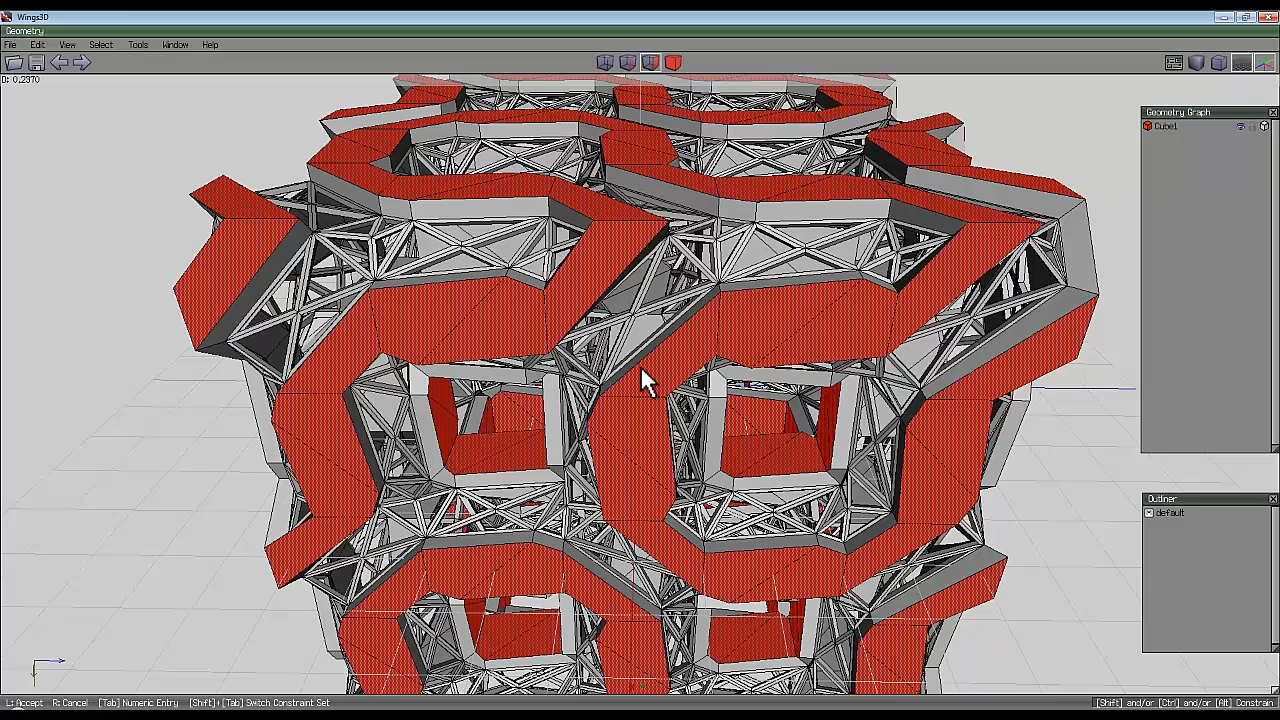 Wings3D
Geometry
File Edit View Select Tools Window Help
D: 0.2370
Geometry Graph
Cube1
Outliner
default
L: Accept R: Cancel [Tab] Numeric Entry [Shift]+[Tab] Switch Constraint Set
[Shift] and/or [Ctrl] and/or [Alt] Constrain